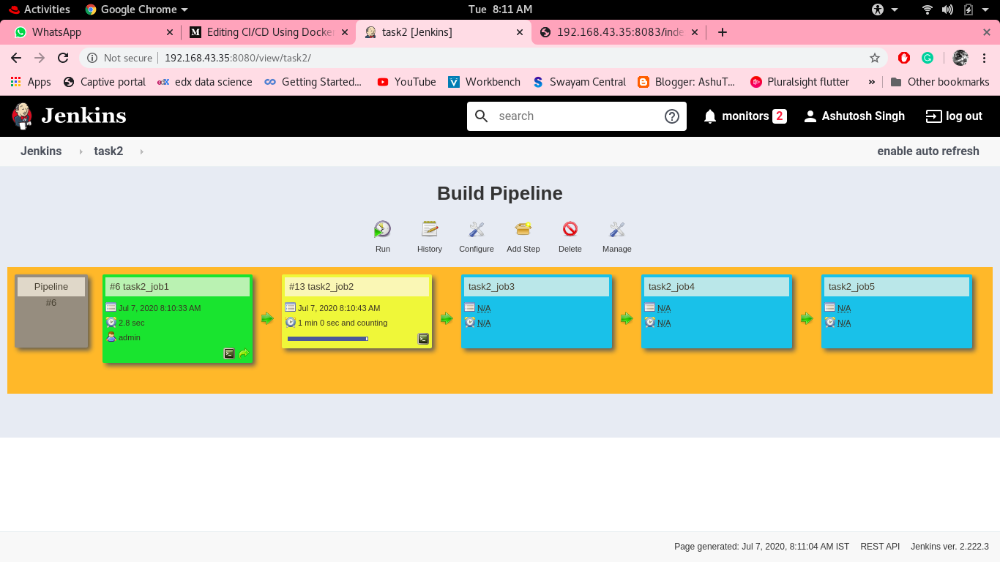 Activities Google Chrome Tue 8:11 AM
WhatsApp Editing CI/CD Using Docke task2 [Jenkins] 192.168.43.35:8083/inde
Not secure 192.168.43.35:8080/view/task2/
Apps Captive portal edx data science Getting Started... YouTube Workbench Swayam Central Blogger: AshuT... Pluralsight flutter » Other bookmarks
Jenkins search monitors 2 Ashutosh Singh log out
Jenkins task2 enable auto refresh
Build Pipeline
Run History Configure Add Step Delete Manage
Pipeline #6 task2_job1 #13 task2_job2 task2_job3 task2_job4 task2_job5
#6 Jul 7, 2020 8:10:33 AM Jul 7, 2020 8:10:43 AM N/A N/A N/A
2.8 sec 1 min 0 sec and counting N/A N/A N/A
admin
Page generated: Jul 7, 2020, 8:11:04 AM IST REST API Jenkins ver. 2.222.3